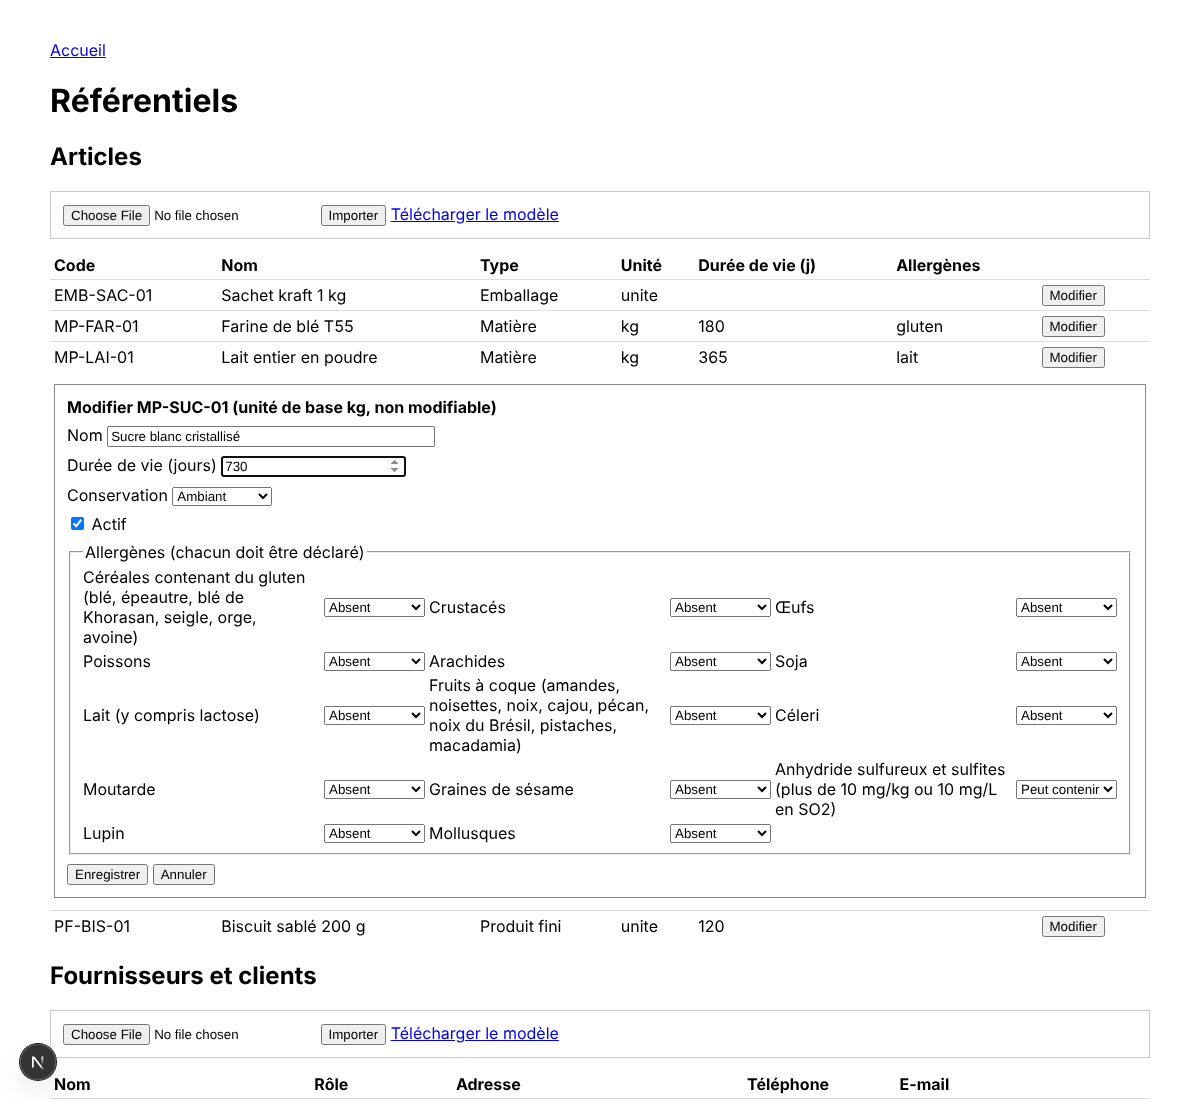 Accueil
Référentiels
Articles
Choose File No file chosen Importer Télécharger le modèle
Code Nom Type Unité Durée de vie (j) Allergènes
EMB-SAC-01 Sachet kraft 1 kg Emballage unite Modifier
MP-FAR-01 Farine de blé T55 Matière kg 180 gluten Modifier
MP-LAI-01 Lait entier en poudre Matière kg 365 lait Modifier
Modifier MP-SUC-01 (unité de base kg, non modifiable)
Nom Sucre blanc cristallisé
Durée de vie (jours) 730
Conservation Ambiant
Actif
Allergènes (chacun doit être déclaré)
Céréales contenant du gluten
(blé, épeautre, blé de
Khorasan, seigle, orge,
avoine)
Absent
Crustacés Absent
Œufs Absent
Poissons Absent
Arachides Absent
Soja Absent
Lait (y compris lactose) Absent
Fruits à coque (amandes,
noisettes, noix, cajou, pécan,
noix du Brésil, pistaches,
macadamia)
Absent
Céleri Absent
Moutarde Absent
Graines de sésame Absent
Anhydride sulfureux et sulfites
(plus de 10 mg/kg ou 10 mg/L
en SO2)
Peut contenir
Lupin Absent
Mollusques Absent
Enregistrer Annuler
PF-BIS-01 Biscuit sablé 200 g Produit fini unite 120 Modifier
Fournisseurs et clients
Choose File No file chosen Importer Télécharger le modèle
N
Nom Rôle Adresse Téléphone E-mail